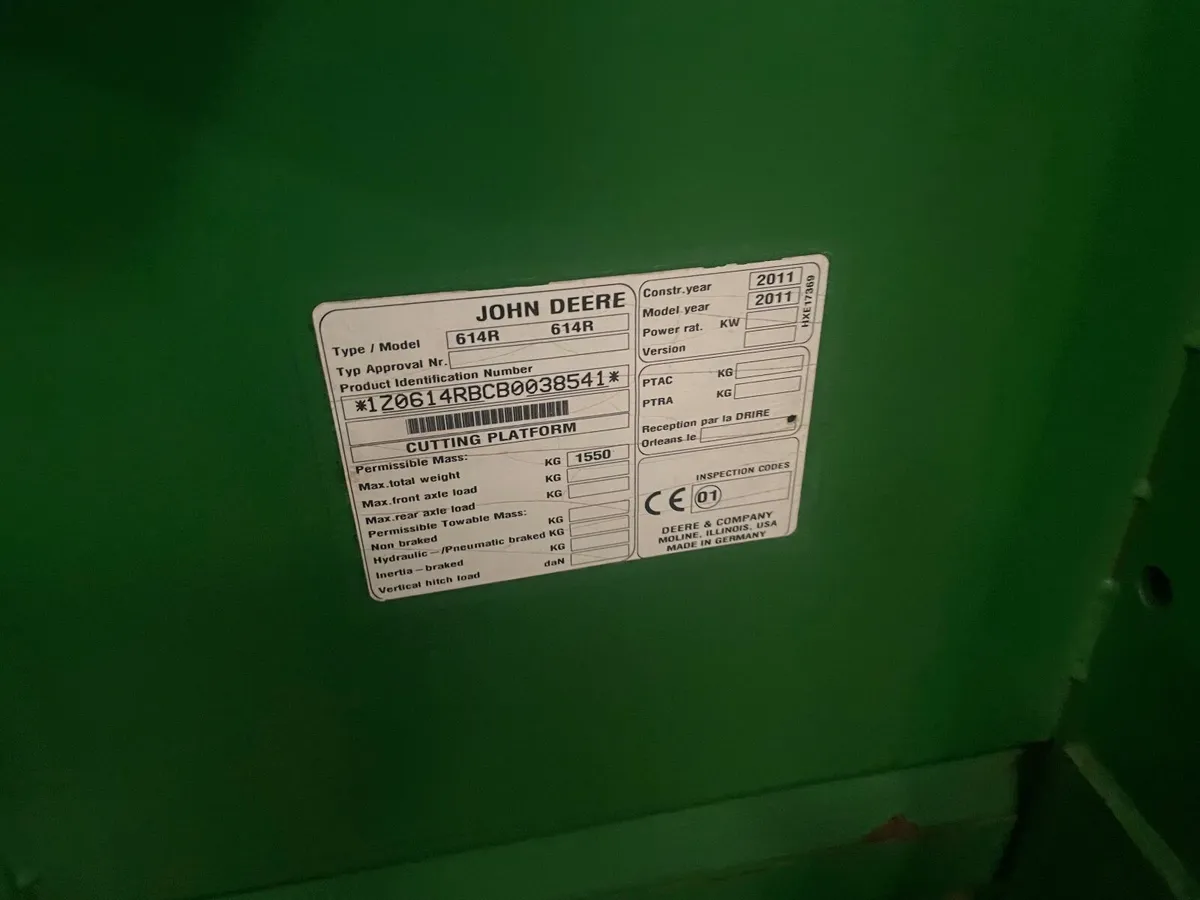 JOHN DEERE
Type / Model 614R 614R
Typ Approval Nr.
Product Identification Number
*1Z0614RBCB0038541*
CUTTING PLATFORM
Permissible Mass:
Max.total weight KG 1550
Max.front axle load KG
Max.rear axle load KG
Permissible Towable Mass:
Non braked KG
Hydraulic-/Pneumatic braked KG
Inertia-braked KG
Vertical hitch load daN
Constr.year 2011
Model year 2011
Power rat. KW
Version
HXE17369
PTAC KG
PTRA KG
Reception par la DRIRE
Orleans le
INSPECTION CODES
CE 01
DEERE & COMPANY
MOLINE, ILLINOIS, USA
MADE IN GERMANY